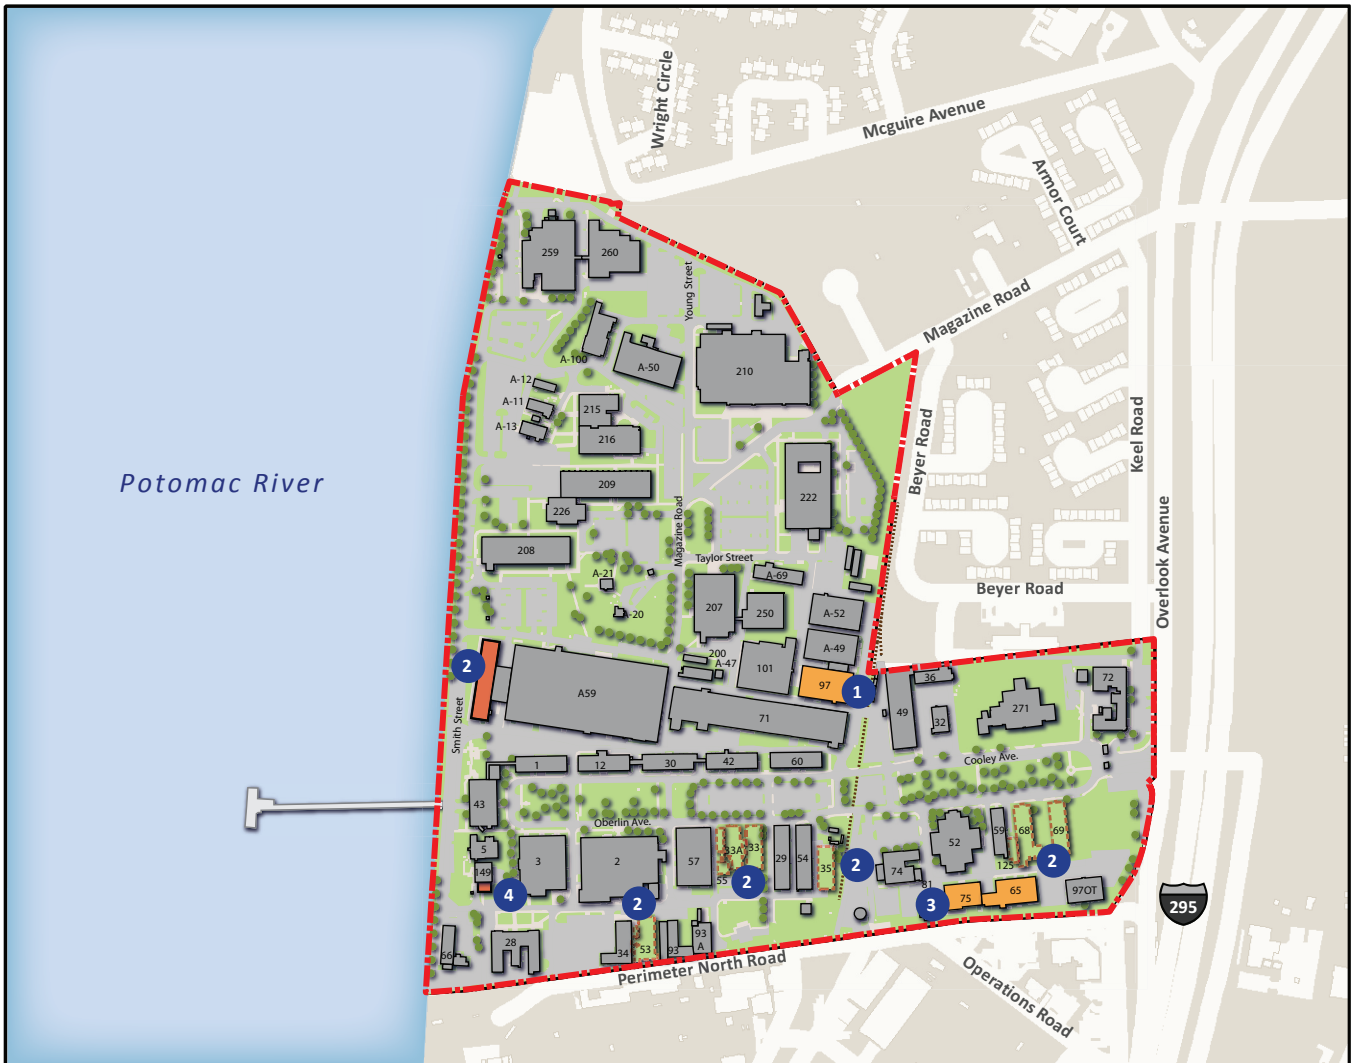 Wright Circle
Mcguire Avenue
Armor Court
259
260
Young Street
Magazine Road
A-100
A-50
210
A-12
A-11
A-13
215
216
Beyer Road
Keel Road
Potomac River
209
226
222
Magazine Road
Overlook Avenue
208
Taylor Street
A-21
A-69
Beyer Road
A-20
207
250
A-52
A-49
200
A-47
101
2
A59
97
1
36
72
49
32
271
Smith Street
71
1
12
30
42
60
Cooley Ave.
43
Oberlin Ave.
5
149
3
2
57
33A
33
55
29
54
35
2
74
52
59
68
69
125
2
4
2
2
81
3
75
65
97OT
295
66
28
34
53
93
93
A
Perimeter North Road
Operations Road